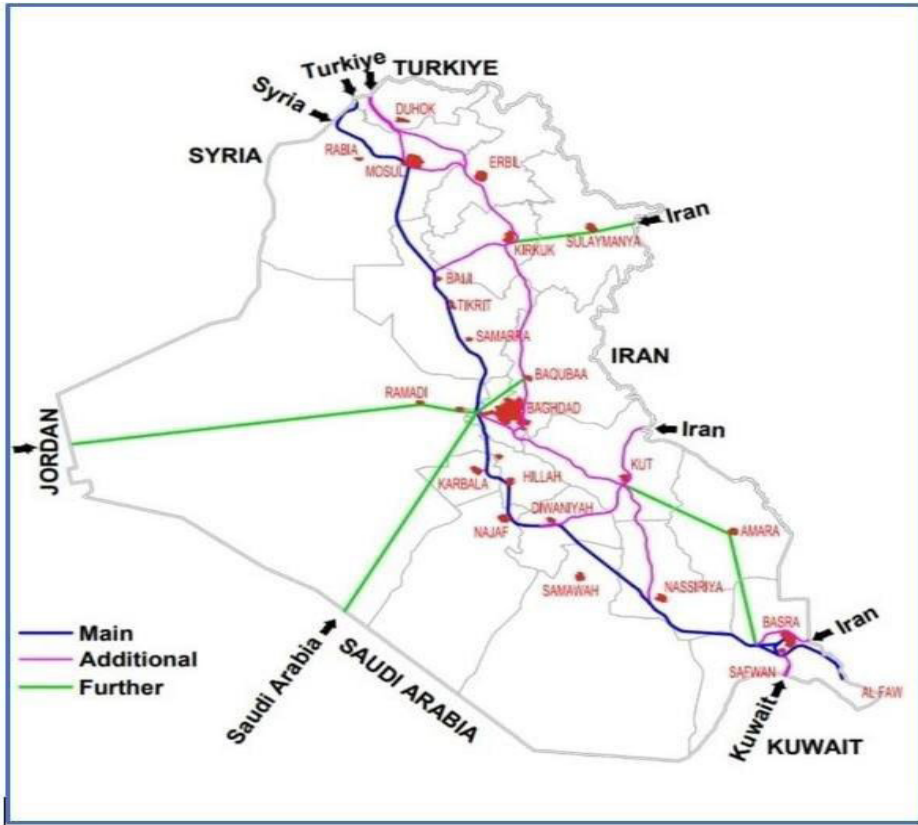 Turkiye
TURKIYE
Syria
DUHOK
SYRIA
RABIA
MOSUL
ERBIL
Iran
KIRKUK
SULAYMANYA
BAIJI
TIKRIT
SAMARRA
IRAN
BAQUBAA
RAMADI
BAGHDAD
Iran
JORDAN
KUT
KARBALA
HILLAH
DIWANIYAH
NAJAF
AMARA
SAMAWAH
NASSIRIYA
Main
Additional
Further
Saudi Arabia
SAUDI ARABIA
BASRA
Iran
SAFWAN
AL FAW
Kuwait
KUWAIT